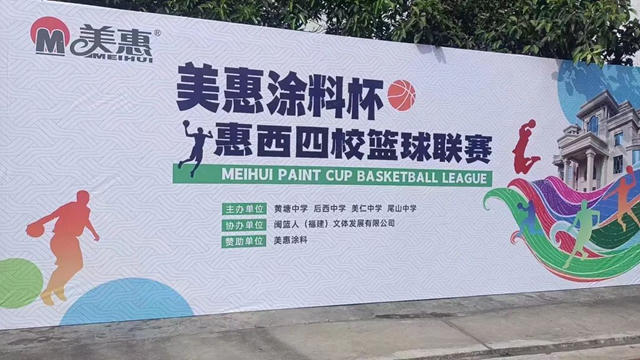 美惠®
MEIHUI
美惠涂料杯
惠西四校篮球联赛
MEIHUI PAINT CUP BASKETBALL LEAGUE
主办单位 黄塘中学 后西中学 美仁中学 尾山中学
协办单位 闽篮人（福建）文体发展有限公司
赞助单位 美惠涂料